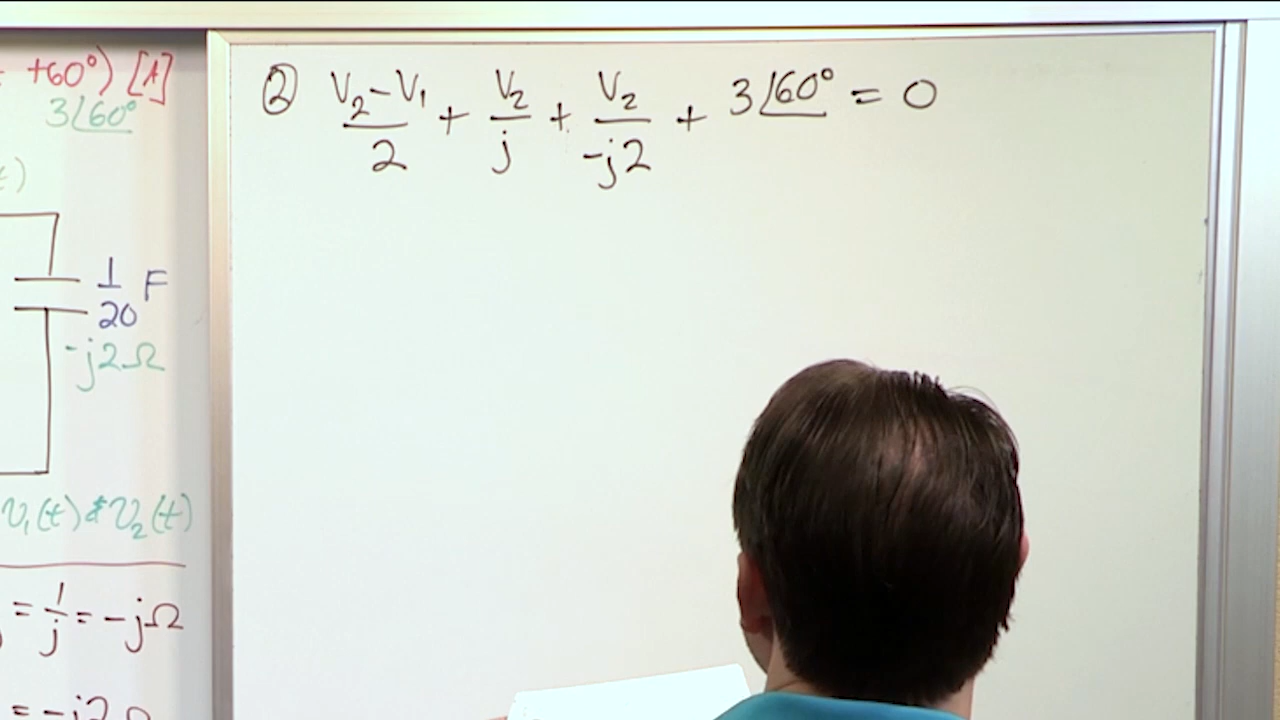 +60°) [A]
3∠60°
t)
1/20 F
-j2Ω
v₁(t) & v₂(t)
= 1/j = -jΩ
= -j2Ω
② (V₂-V₁)/2 + V₂/j + V₂/-j2 + 3∠60° = 0